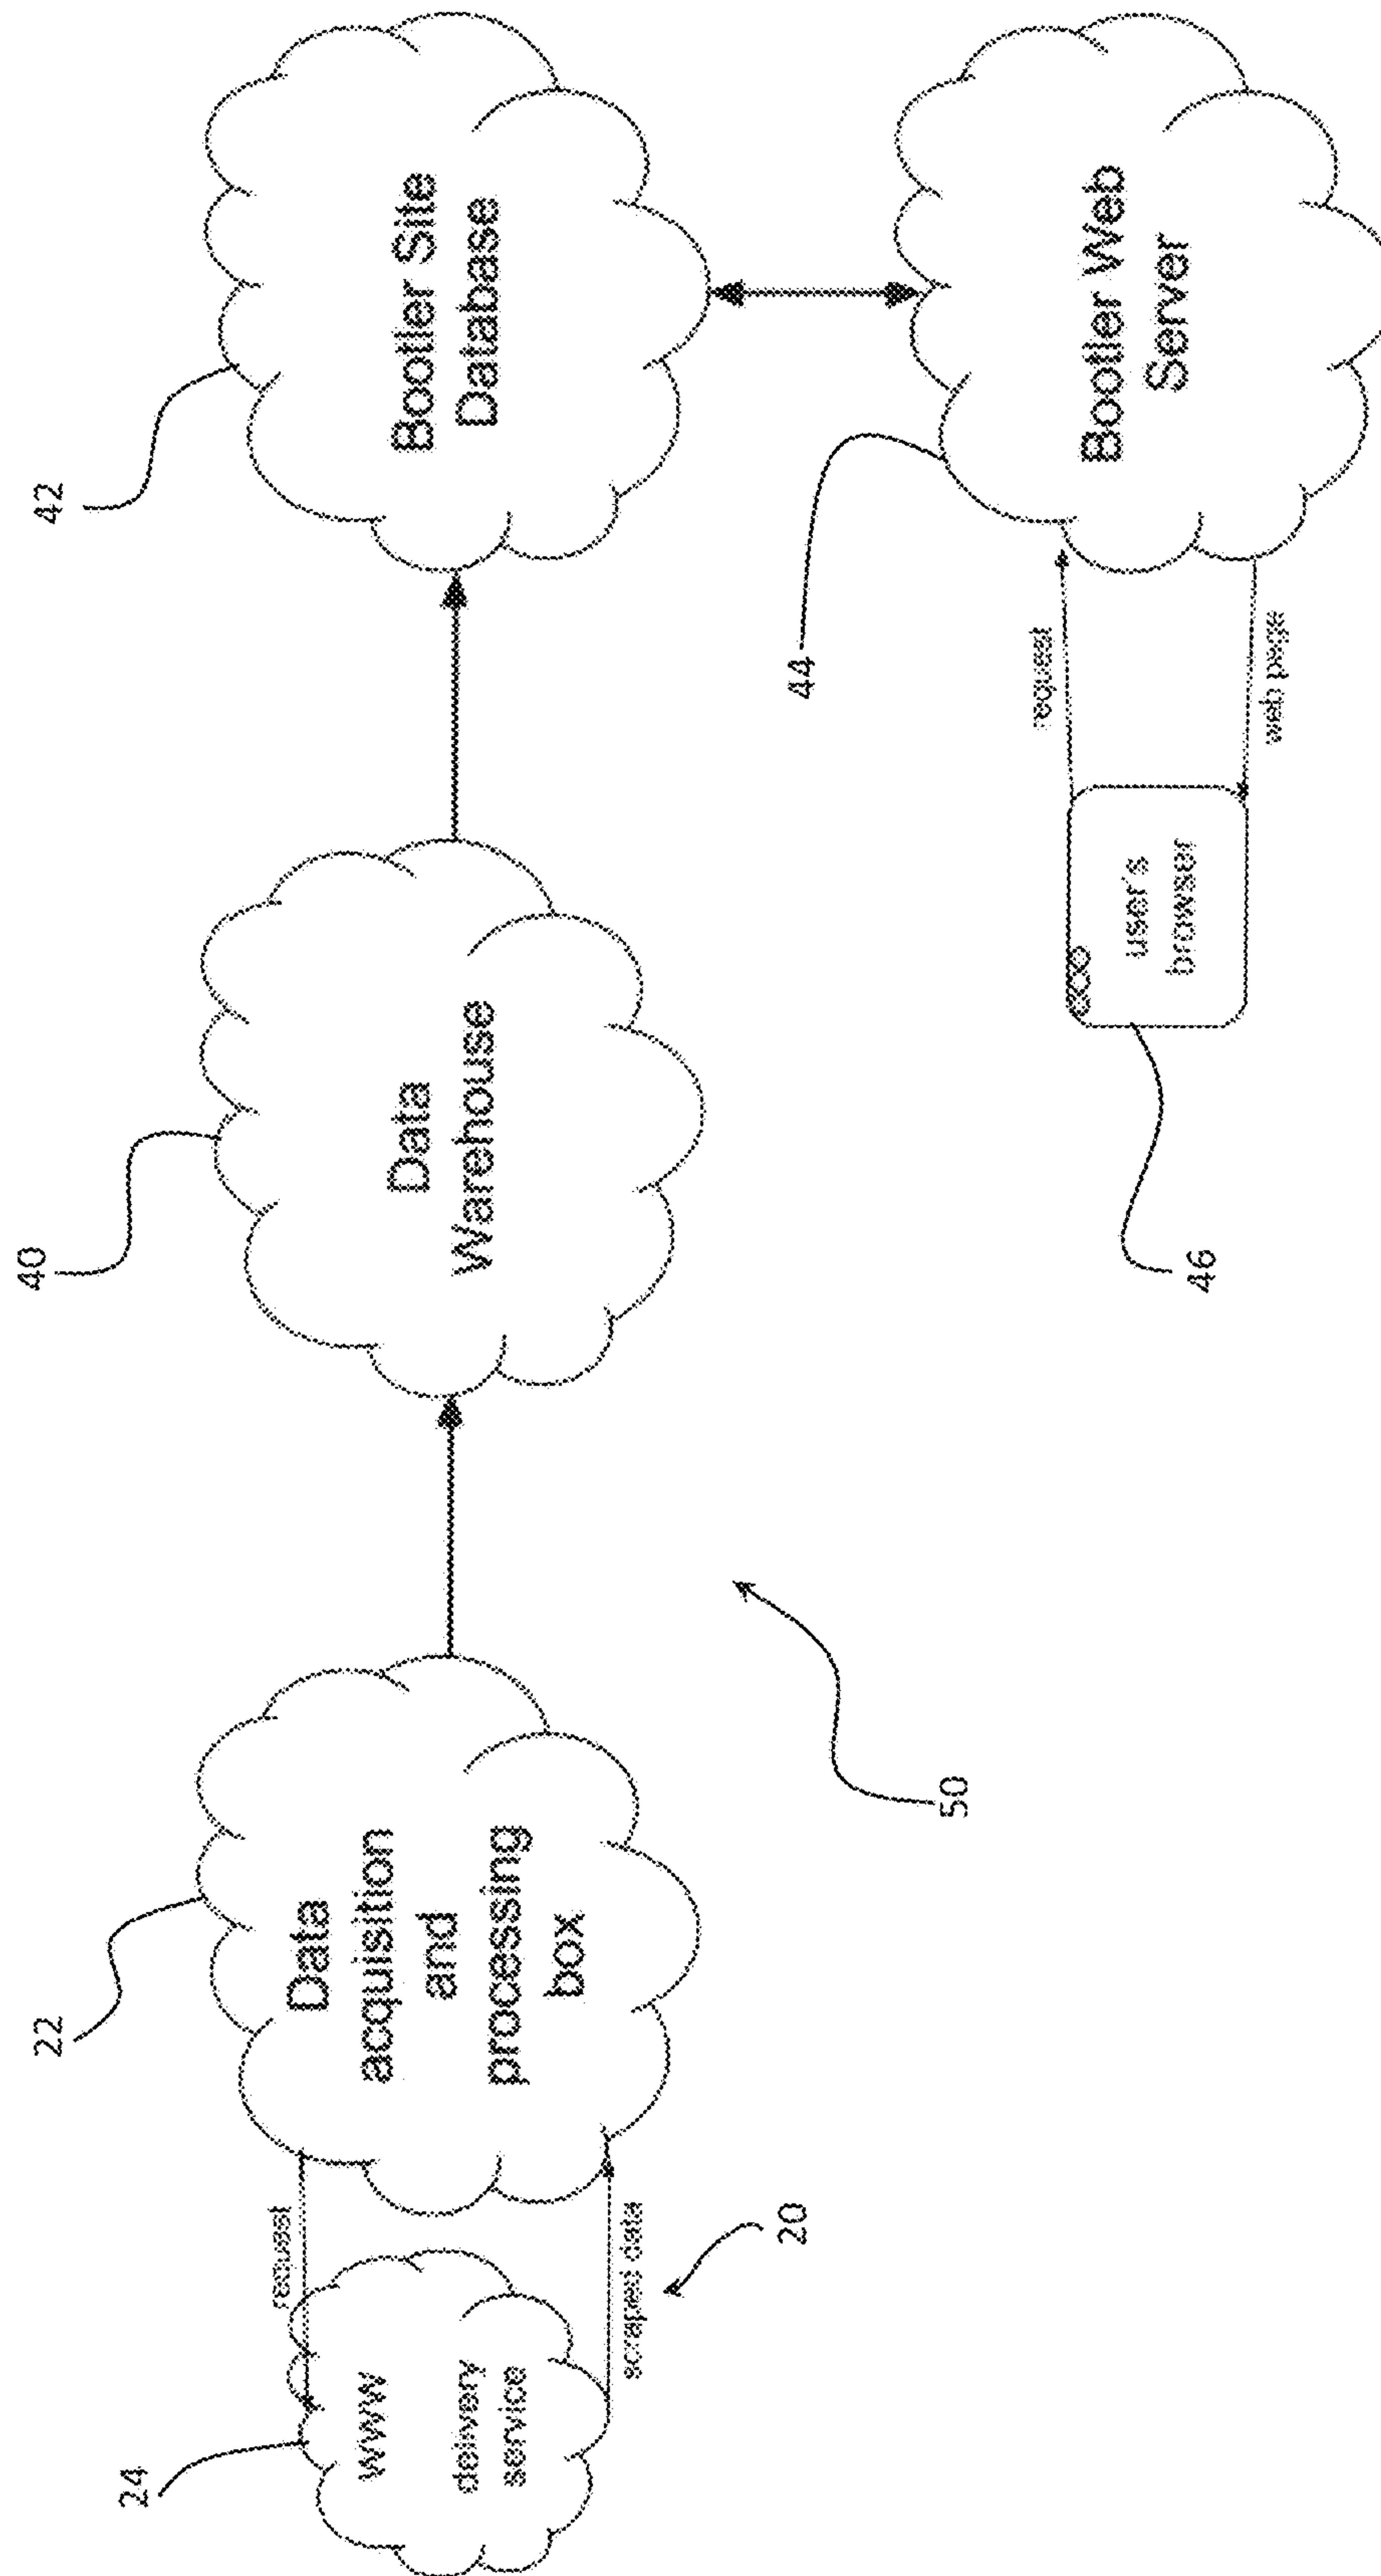 24
WWW
delivery
service
request
scraped data
20
22
Data
acquisition
and
processing
box
50
40
Data
Warehouse
42
Bootler Site
Database
44
Bootler Web
Server
request
web page
user's
browser
46